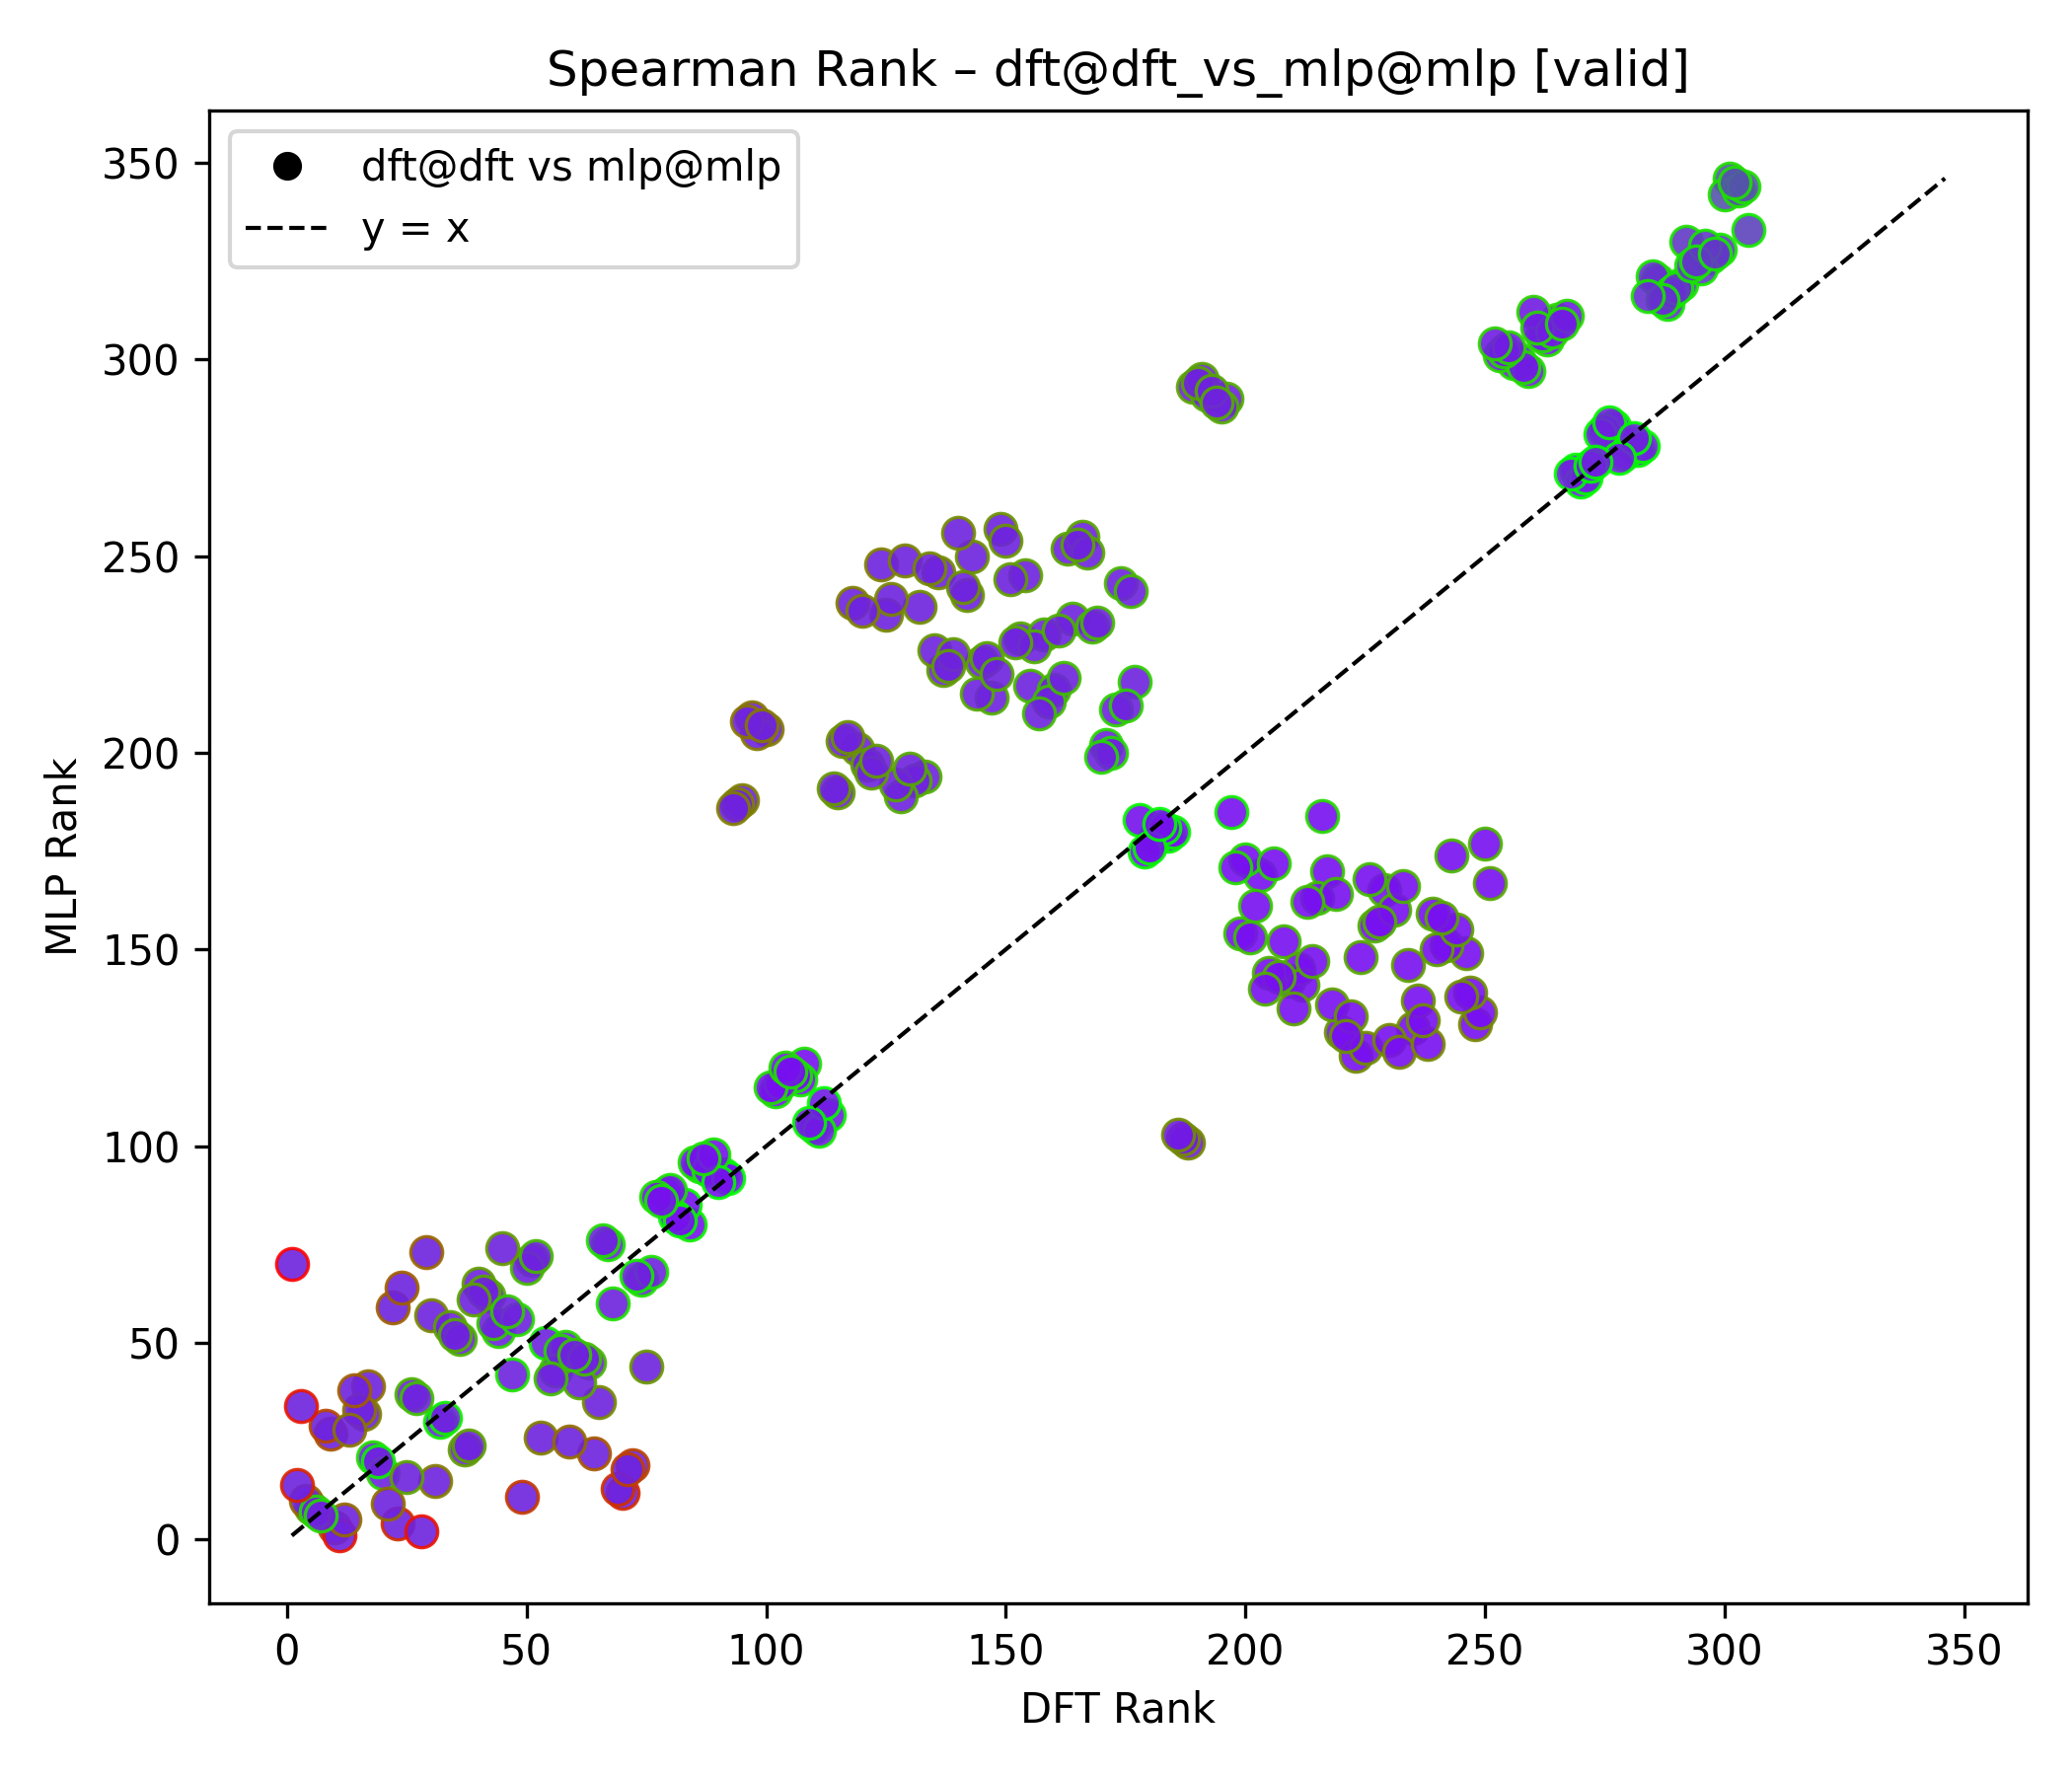 Spearman Rank – dft@dft_vs_mlp@mlp [valid]
dft@dft vs mlp@mlp
y = x
350
300
250
200
150
100
50
0
MLP Rank
0 50 100 150 200 250 300 350
DFT Rank